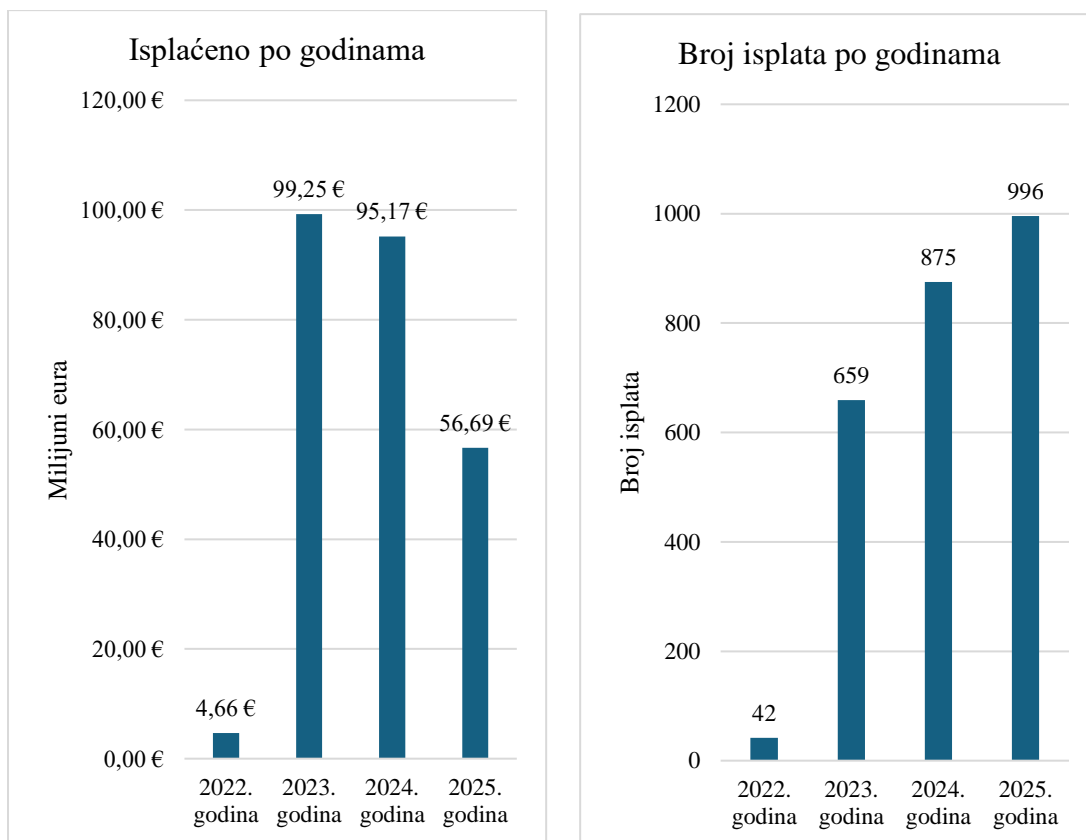 Isplaćeno po godinama
120,00 €
100,00 €
80,00 €
60,00 €
40,00 €
20,00 €
0,00 €
Milijuni eura
4,66 €
99,25 €
95,17 €
56,69 €
2022.
godina
2023.
godina
2024.
godina
2025.
godina
Broj isplata po godinama
1200
1000
800
600
400
200
0
Broj isplata
42
659
875
996
2022.
godina
2023.
godina
2024.
godina
2025.
godina